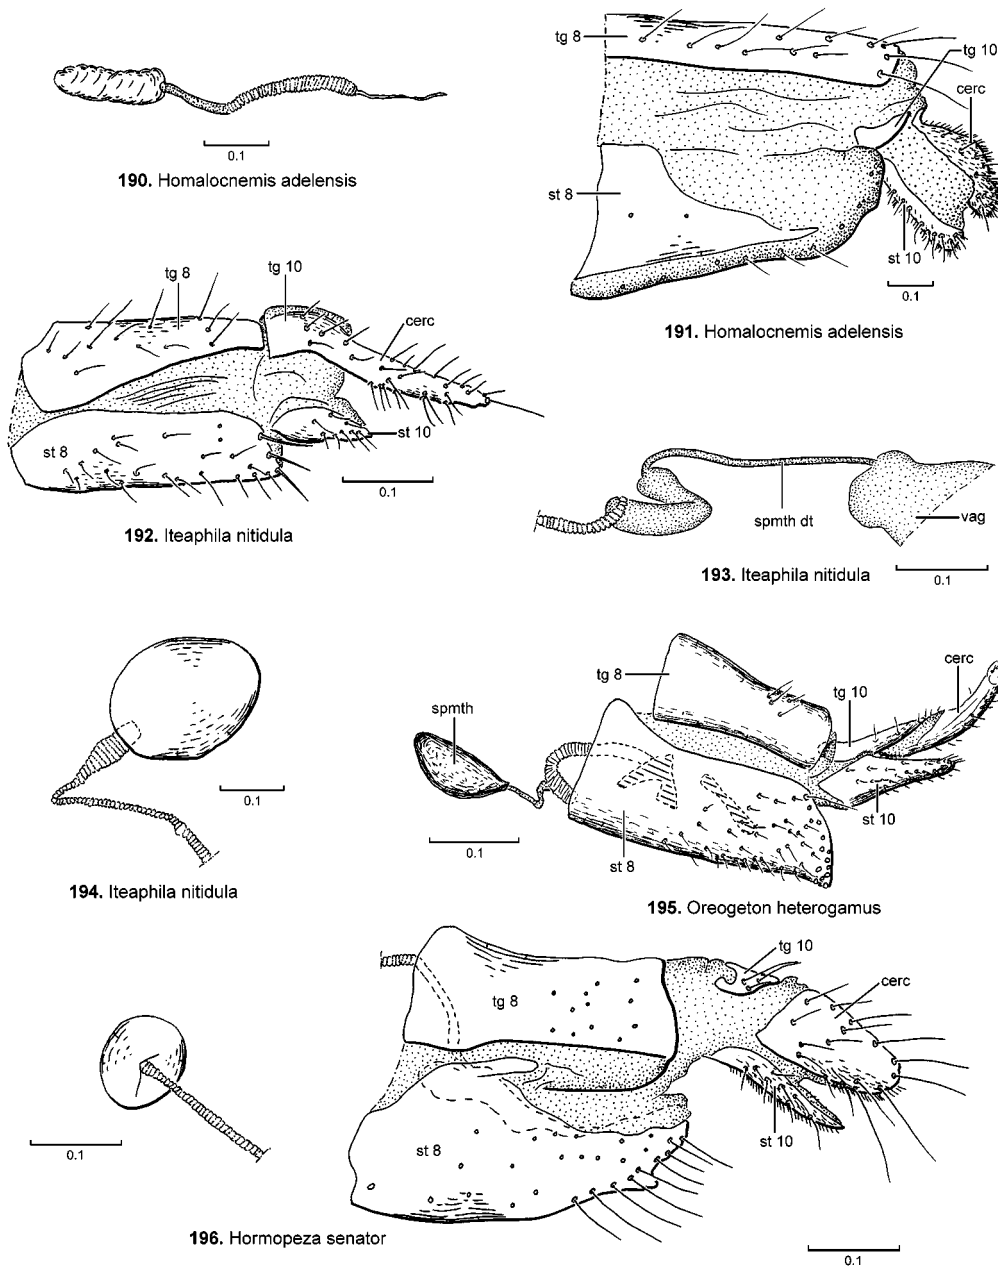 tg 8
tg 10
cerc
0.1
190. Homalocnemis adelensis
st 8
st 10
0.1
191. Homalocnemis adelensis
tg 8
tg 10
cerc
st 8
st 10
0.1
192. Iteaphila nitidula
spmth dt
vag
0.1
193. Iteaphila nitidula
0.1
194. Iteaphila nitidula
tg 8
cerc
tg 10
spmth
st 10
0.1
st 8
195. Oreogeton heterogamus
tg 10
tg 8
cerc
st 10
st 8
0.1
196. Hormopeza senator
0.1